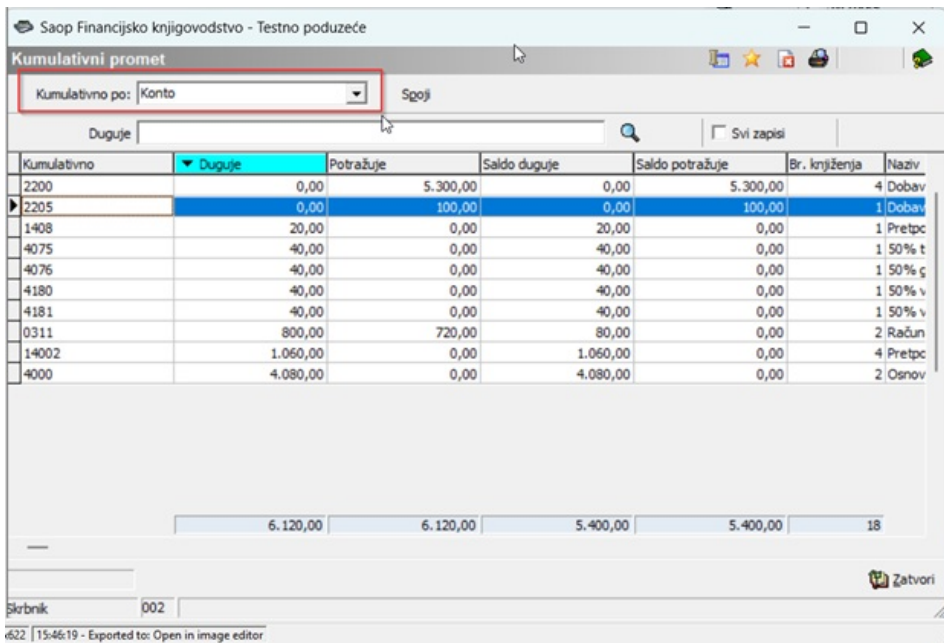 Saop Financijsko knjigovodstvo - Testno poduzeće
Kumulativni promet
Kumulativno po: Konto Spoji
Duguje Svi zapisi
Kumulativno Duguje Potražuje Saldo duguje Saldo potražuje Br. knjiženja Naziv
2200 0,00 5.300,00 0,00 5.300,00 4 Dobav
2205 0,00 100,00 0,00 100,00 1 Dobav
1408 20,00 0,00 20,00 0,00 1 Pretpo
4075 40,00 0,00 40,00 0,00 1 50% t
4076 40,00 0,00 40,00 0,00 1 50% g
4180 40,00 0,00 40,00 0,00 1 50% v
4181 40,00 0,00 40,00 0,00 1 50% v
0311 800,00 720,00 80,00 0,00 2 Račun
14002 1.060,00 0,00 1.060,00 0,00 4 Pretpo
4000 4.080,00 0,00 4.080,00 0,00 2 Osnov
6.120,00 6.120,00 5.400,00 5.400,00 18
Zatvori
Skrbnik 002
622 15:46:19 - Exported to: Open in image editor